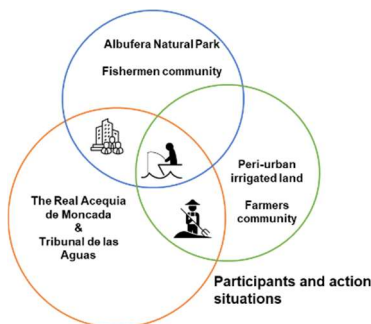 Albufera Natural Park
Fishermen community
Peri-urban
irrigated land
Farmers
community
The Real Acequia
de Moncada
&
Tribunal de las
Aguas
Participants and action
situations